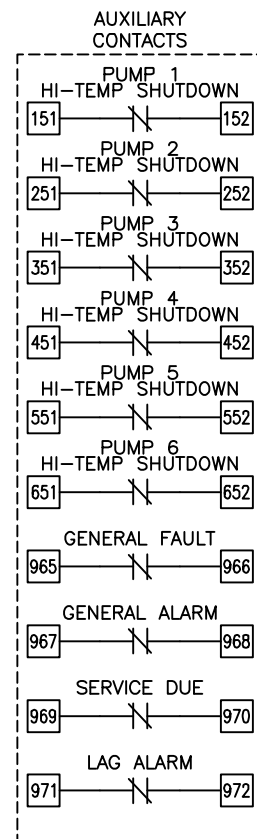 AUXILIARY
CONTACTS
PUMP 1
HI-TEMP SHUTDOWN
151 152
PUMP 2
HI-TEMP SHUTDOWN
251 252
PUMP 3
HI-TEMP SHUTDOWN
351 352
PUMP 4
HI-TEMP SHUTDOWN
451 452
PUMP 5
HI-TEMP SHUTDOWN
551 552
PUMP 6
HI-TEMP SHUTDOWN
651 652
GENERAL FAULT
965 966
GENERAL ALARM
967 968
SERVICE DUE
969 970
LAG ALARM
971 972